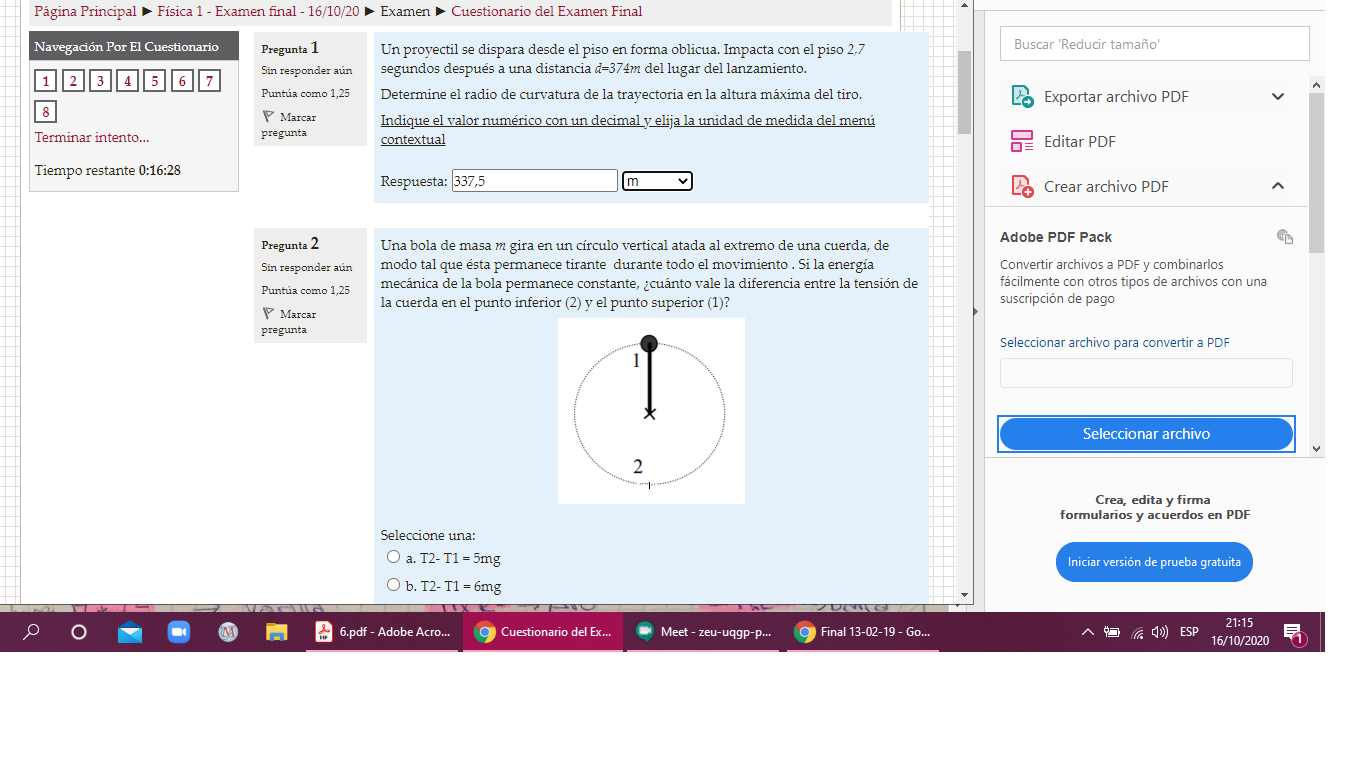 Página Principal ► Física 1 - Examen final - 16/10/20 ► Examen ► Cuestionario del Examen Final
Navegación Por El Cuestionario
1 2 3 4 5 6 7
8
Terminar intento...
Tiempo restante 0:16:28
Pregunta 1
Sin responder aún
Puntúa como 1,25
Marcar
pregunta
Un proyectil se dispara desde el piso en forma oblicua. Impacta con el piso 2,7
segundos después a una distancia d=374m del lugar del lanzamiento.
Determine el radio de curvatura de la trayectoria en la altura máxima del tiro.
Indique el valor numérico con un decimal y elija la unidad de medida del menú
contextual
Respuesta: 337,5 m
Pregunta 2
Sin responder aún
Puntúa como 1,25
Marcar
pregunta
Una bola de masa m gira en un círculo vertical atada al extremo de una cuerda, de
modo tal que ésta permanece tirante durante todo el movimiento . Si la energía
mecánica de la bola permanece constante, ¿cuánto vale la diferencia entre la tensión de
la cuerda en el punto inferior (2) y el punto superior (1)?
1
2
Seleccione una:
a. T2- T1 = 5mg
b. T2- T1 = 6mg
Buscar 'Reducir tamaño'
Exportar archivo PDF
Editar PDF
Crear archivo PDF
Adobe PDF Pack
Convertir archivos a PDF y combinarlos
fácilmente con otros tipos de archivos con una
suscripción de pago
Seleccionar archivo para convertir a PDF
Seleccionar archivo
Crea, edita y firma
formularios y acuerdos en PDF
Iniciar versión de prueba gratuita
6.pdf - Adobe Acro...
Cuestionario del Ex...
Meet - zeu-uqgp-p...
Final 13-02-19 - Go...
ESP
21:15
16/10/2020
1